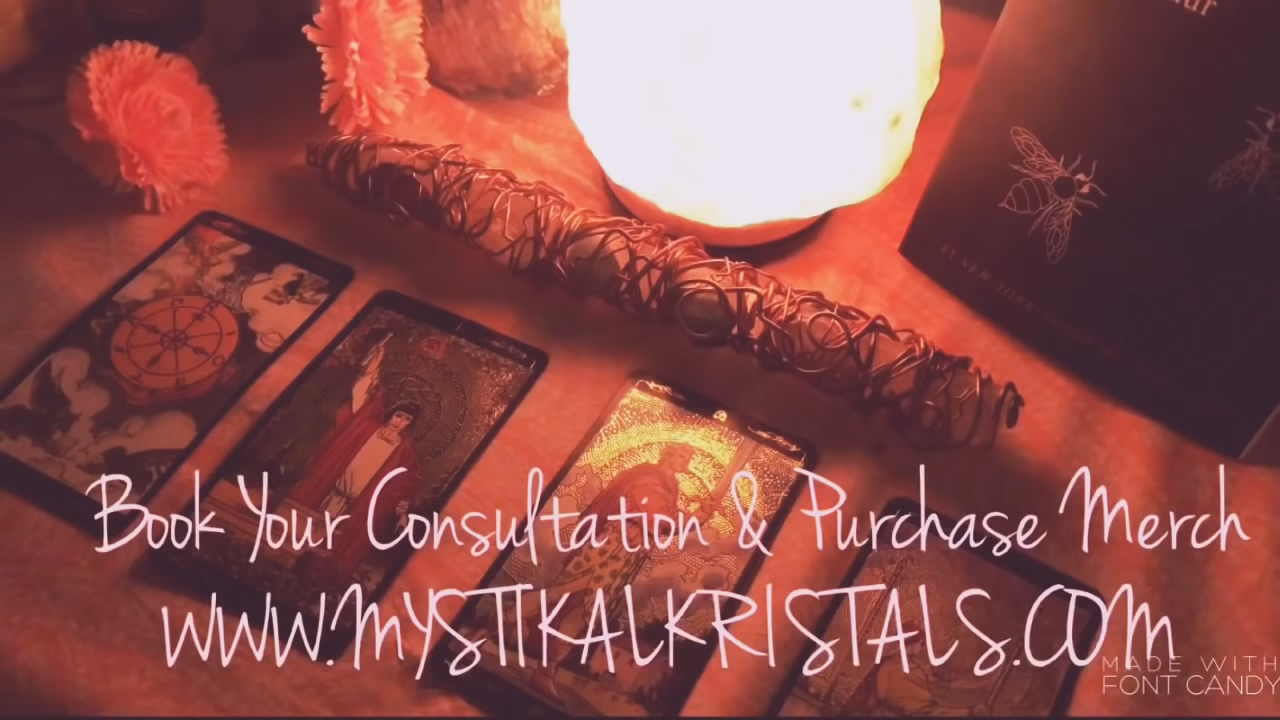 Book Your Consultation & Purchase Merch
WWW.MYSTIKALKRISTALS.COM
MADE WITH
FONT CANDY